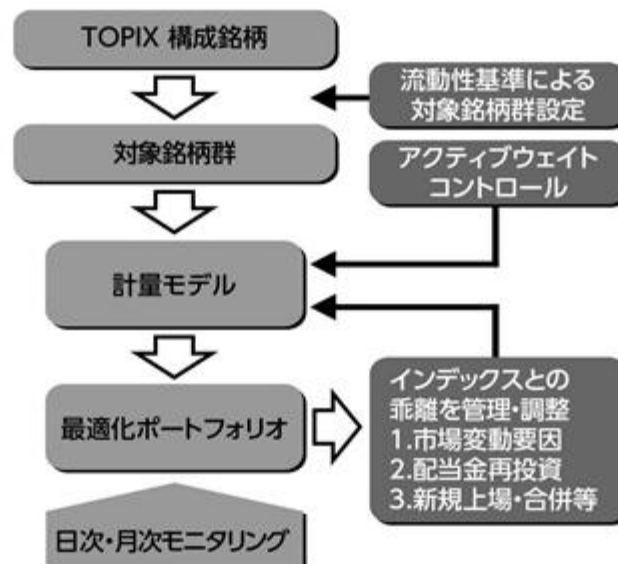 TOPIX 構成銘柄
流動性基準による
対象銘柄群設定
対象銘柄群
アクティブウェイト
コントロール
計量モデル
最適化ポートフォリオ
インデックスとの
乖離を管理・調整
1.市場変動要因
2.配当金再投資
3.新規上場・合併等
日次・月次モニタリング